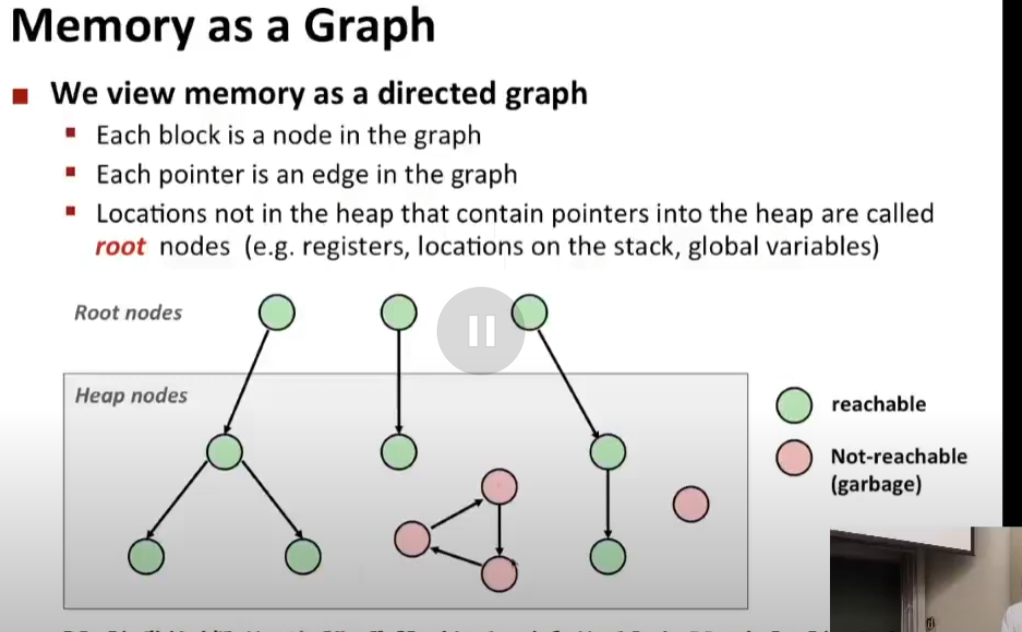 Memory as a Graph
We view memory as a directed graph
Each block is a node in the graph
Each pointer is an edge in the graph
Locations not in the heap that contain pointers into the heap are called
root nodes (e.g. registers, locations on the stack, global variables)
Root nodes
Heap nodes
reachable
Not-reachable
(garbage)